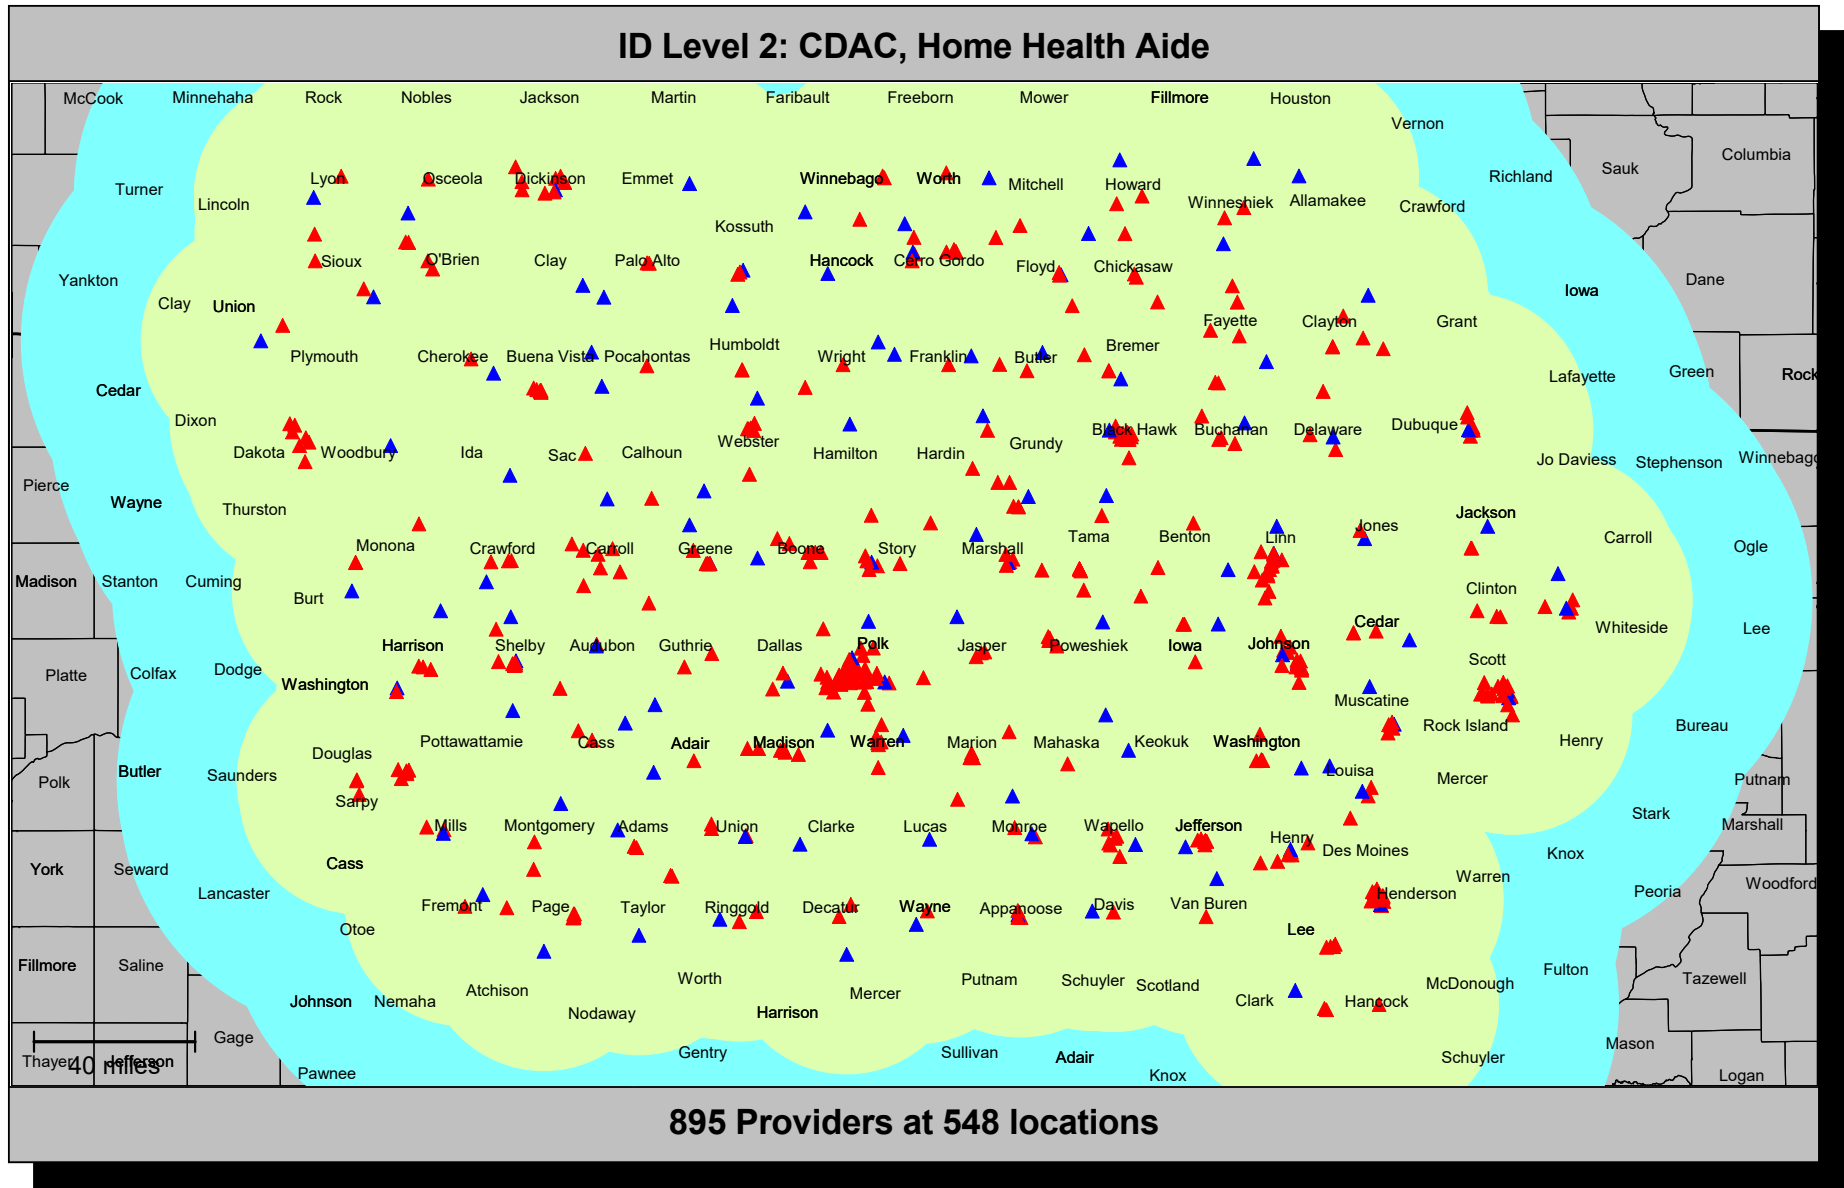 ID Level 2: CDAC, Home Health Aide
McCook Minnehaha Rock Nobles Jackson Martin Faribault Freeborn Mower Fillmore Houston
Vernon
Columbia
Sauk
Turner Lincoln Lyon Osceola Dickinson Emmet Winnebago Worth Mitchell Howard Winneshiek Allamakee Crawford Richland
Kossuth
Yankton Clay Union Sioux O'Brien Clay Palo Alto Hancock Cerro Gordo Floyd Chickasaw Iowa Dane
Fayette Clayton Grant
Plymouth Cherokee Buena Vista Pocahontas Humboldt Wright Franklin Butler Bremer
Cedar Lafayette Green Rock
Dixon Dubuque
Dakota Woodbury Ida Sac Calhoun Webster Hamilton Hardin Grundy Black Hawk Buchanan Delaware Jo Daviess Stephenson Winnebago
Pierce Wayne Thurston Jackson
Monona Crawford Carroll Greene Boone Story Marshall Tama Benton Linn Jones Carroll Ogle
Madison Stanton Cuming Burt Clinton
Cedar Whiteside Lee
Harrison Shelby Audubon Guthrie Dallas Polk Jasper Poweshiek Iowa Johnson Scott
Platte Colfax Dodge Washington Muscatine
Rock Island Bureau
Douglas Pottawattamie Cass Adair Madison Warren Marion Mahaska Keokuk Washington Henry
Polk Butler Saunders Louisa Mercer Putnam
Sarpy Stark
Mills Montgomery Adams Union Clarke Lucas Monroe Wapello Jefferson Henry Marshall
Des Moines Knox
York Seward Cass Warren
Lancaster Henderson Peoria Woodford
Fremont Page Taylor Ringgold Decatur Wayne Appanoose Davis Van Buren
Otoe Lee
Fillmore Saline Fulton
Worth Putnam Schuyler Scotland McDonough Tazewell
Johnson Nemaha Atchison Mercer Clark Hancock
Nodaway Harrison
Gage Mason
Thayer Jefferson Gentry Sullivan Adair Schuyler
40 miles
Pawnee Knox Logan
895 Providers at 548 locations